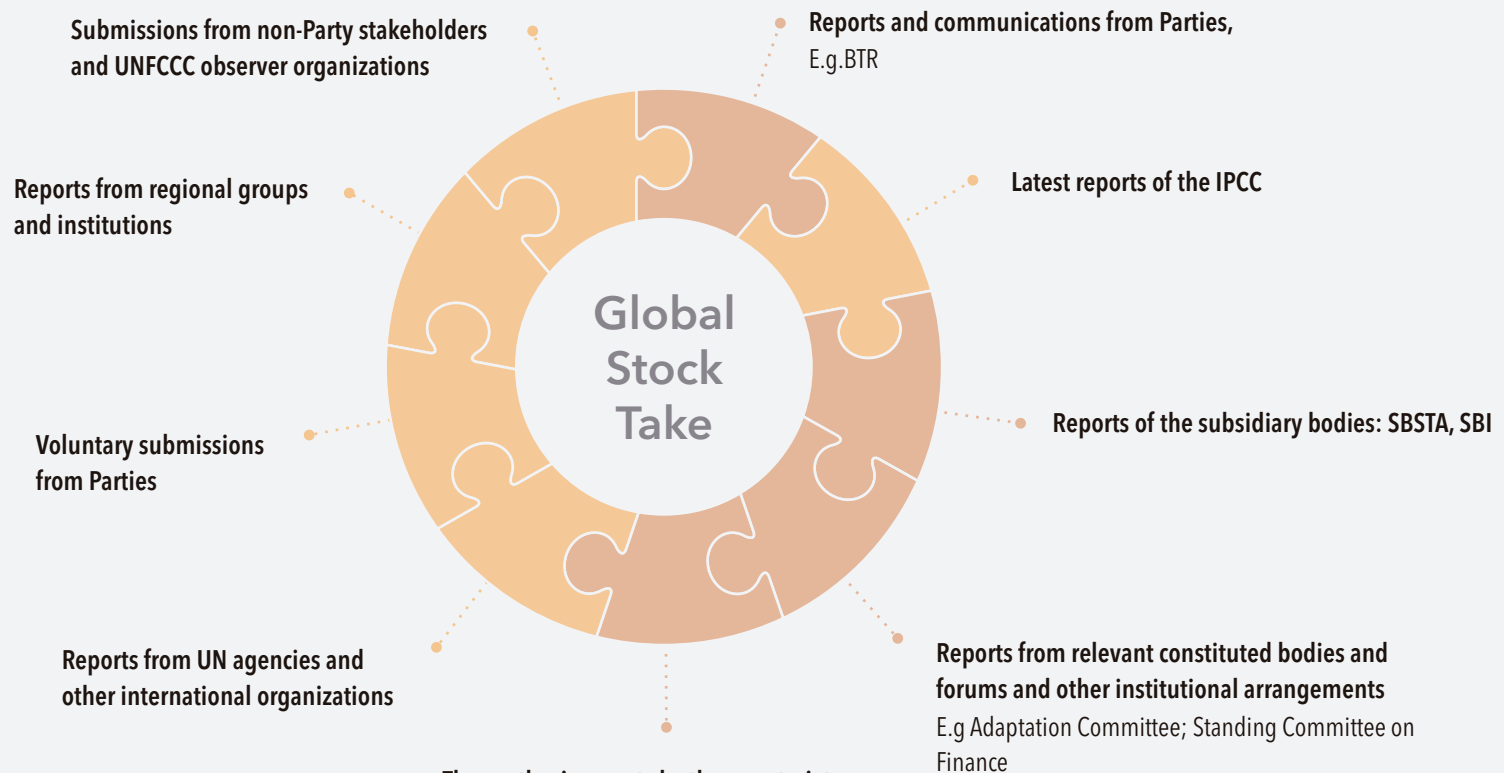 Submissions from non-Party stakeholders
and UNFCCC observer organizations
Reports and communications from Parties,
E.g.BTR
Reports from regional groups
and institutions
Latest reports of the IPCC
Global
Stock
Take
Voluntary submissions
from Parties
Reports of the subsidiary bodies: SBSTA, SBI
Reports from UN agencies and
other international organizations
Reports from relevant constituted bodies and
forums and other institutional arrangements
E.g Adaptation Committee; Standing Committee on
Finance